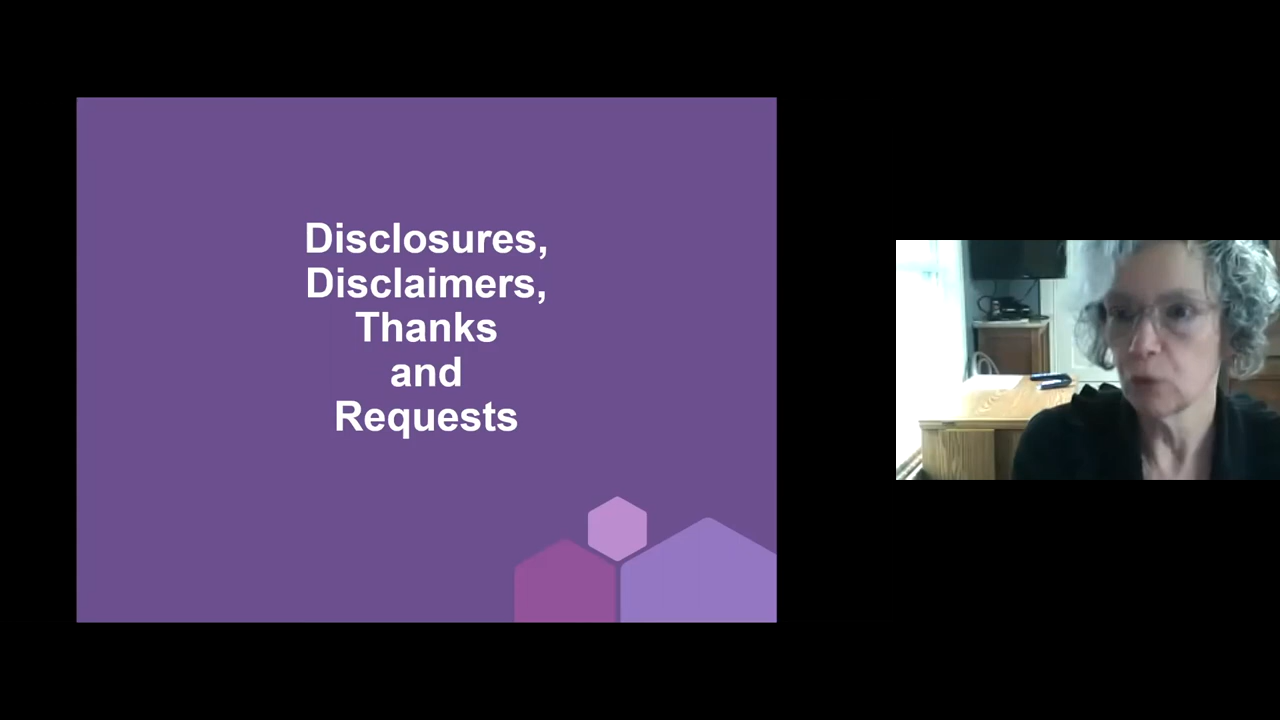 Disclosures,
Disclaimers,
Thanks
and
Requests